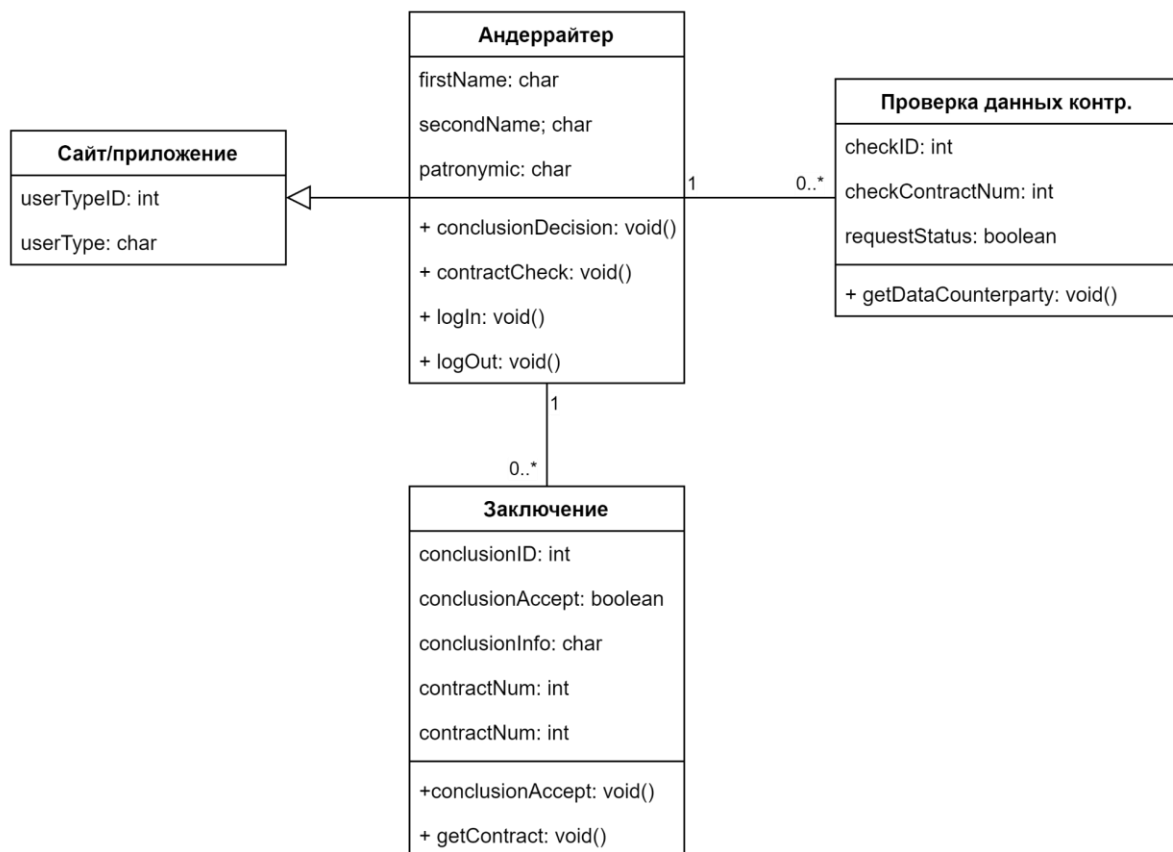 Андеррайтер
firstName: char
secondName; char
patronymic: char
+ conclusionDecision: void()
+ contractCheck: void()
+ logIn: void()
+ logOut: void()
Сайт/приложение
userTypeID: int
userType: char
1
0..*
Проверка данных контр.
checkID: int
checkContractNum: int
requestStatus: boolean
+ getDataCounterparty: void()
1
0..*
Заключение
conclusionID: int
conclusionAccept: boolean
conclusionInfo: char
contractNum: int
contractNum: int
+conclusionAccept: void()
+ getContract: void()